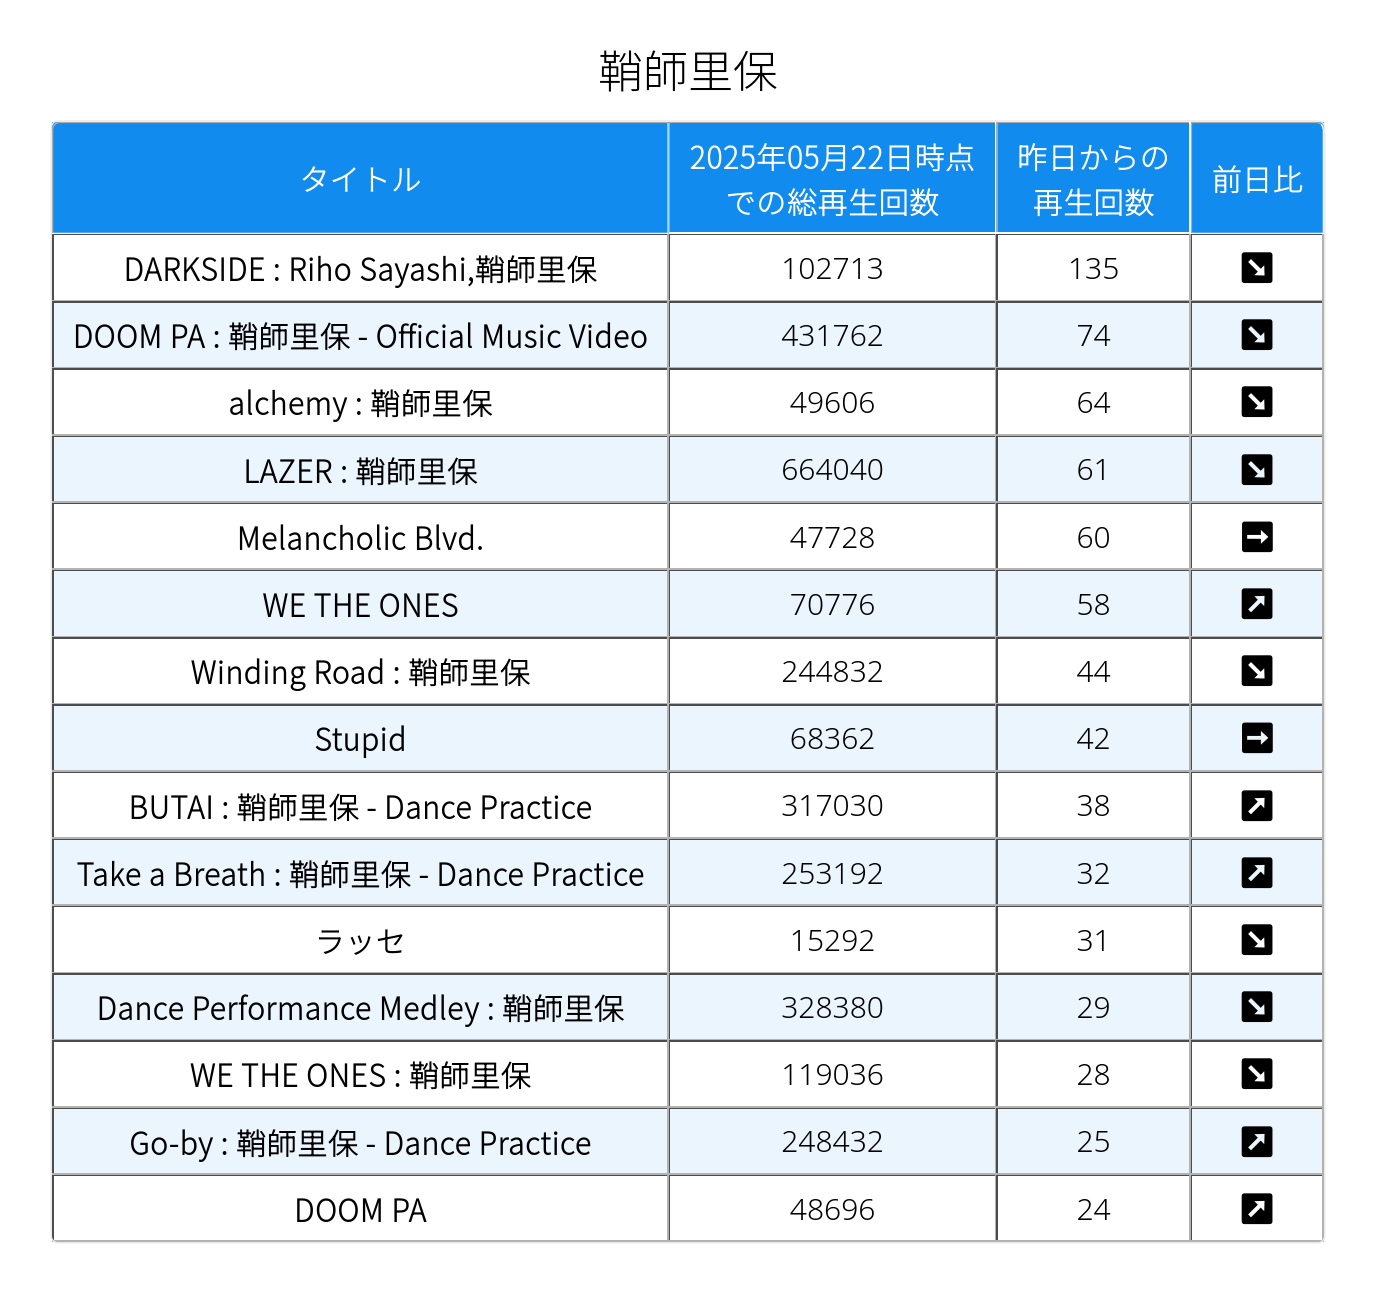 鞘師里保
タイトル
2025年05月22日時点
での総再生回数
昨日からの
再生回数
前日比
DARKSIDE : Riho Sayashi,鞘師里保 102713 135 ↘
DOOM PA : 鞘師里保 - Official Music Video 431762 74 ↘
alchemy : 鞘師里保 49606 64 ↘
LAZER : 鞘師里保 664040 61 ↘
Melancholic Blvd. 47728 60 →
WE THE ONES 70776 58 ↗
Winding Road : 鞘師里保 244832 44 ↘
Stupid 68362 42 →
BUTAI : 鞘師里保 - Dance Practice 317030 38 ↗
Take a Breath : 鞘師里保 - Dance Practice 253192 32 ↗
ラッセ 15292 31 ↘
Dance Performance Medley : 鞘師里保 328380 29 ↘
WE THE ONES : 鞘師里保 119036 28 ↘
Go-by : 鞘師里保 - Dance Practice 248432 25 ↗
DOOM PA 48696 24 ↗